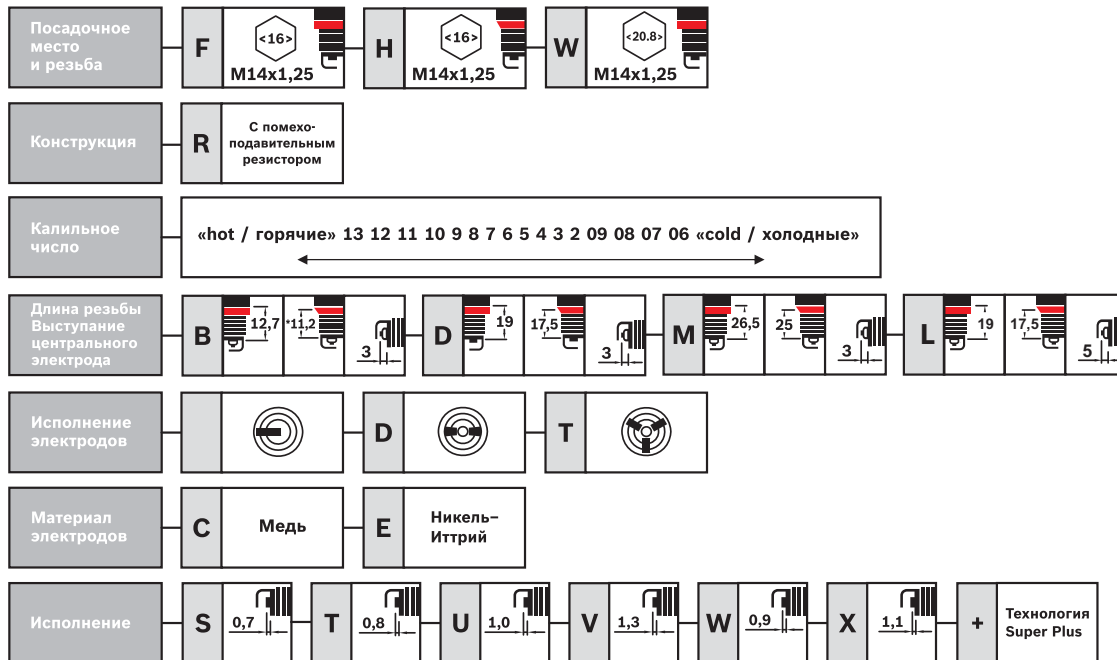 Посадочное
место
и резьба
F
<16>
M14x1,25
H
<16>
M14x1,25
W
<20.8>
M14x1,25
Конструкция
R
С помехо-
подавительным
резистором
Калильное
число
«hot / горячие» 13 12 11 10 9 8 7 6 5 4 3 2 09 08 07 06 «cold / холодные»
Длина резьбы
Выступание
центрального
электрода
B
12,7
*11,2
3
D
19
17,5
3
M
26,5
25
3
L
19
17,5
5
Исполнение
электродов
D
T
Материал
электродов
C
Медь
E
Никель–
Иттрий
Исполнение
S
0,7
T
0,8
U
1,0
V
1,3
W
0,9
X
1,1
+
Технология
Super Plus